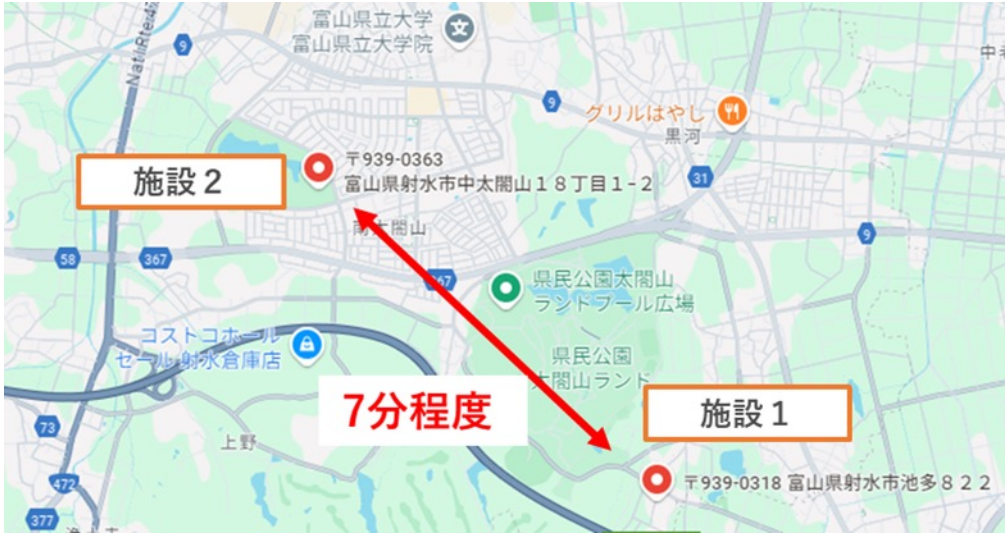 富山県立大学
富山県立大学院
9
9
グリルはやし
黒河
施設２
〒939-0363
富山県射水市中太閤山１８丁目１-２
31
南太閤山
58
367
367
9
県民公園太閤山
ランドプール広場
コストコホール
セール 射水倉庫店
県民公園
太閤山ランド
7分程度
施設１
73
上野
472
〒939-0318 富山県射水市池多８２２
377